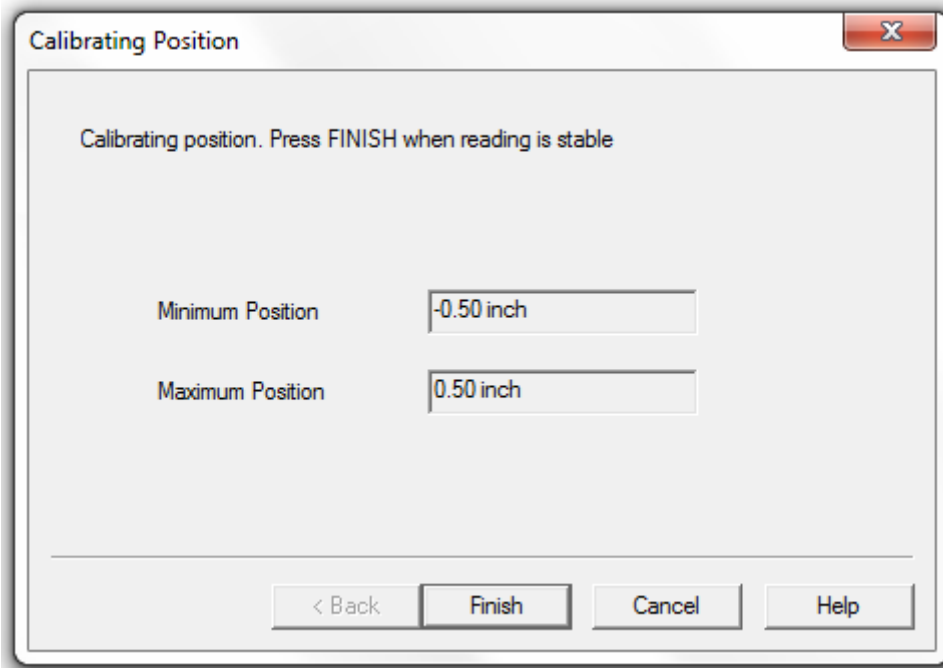 Calibrating Position
Calibrating position. Press FINISH when reading is stable
Minimum Position -0.50 inch
Maximum Position 0.50 inch
< Back Finish Cancel Help